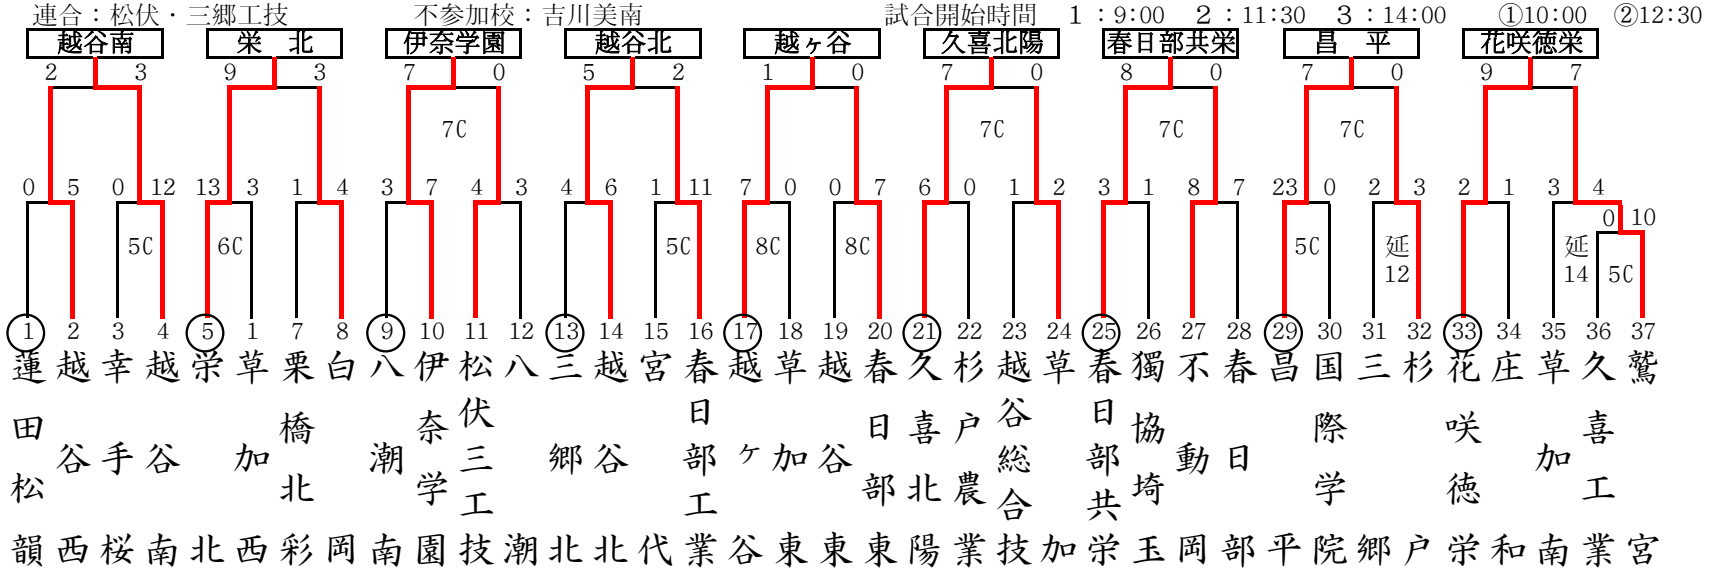 連合：松伏・三郷工技　不参加校：吉川美南　試合開始時間　1：9:00　2：11:30　3：14:00　①10:00　②12:30
越谷南　栄　北　伊奈学園　越谷北　越ヶ谷　久喜北陽　春日部共栄　昌　平　花咲徳栄
2 3 9 3 7 0 5 2 1 0 7 0 8 0 7 0 9 7
7C 7C 7C 7C
0 5 0 12 13 3 1 4 3 7 4 3 4 6 1 11 7 0 0 7 6 0 1 2 3 1 8 7 23 0 2 3 2 1 3 4
0 10
5C 6C 5C 8C 8C 5C 延12 延14 5C
① 2 3 4 ⑤ 1 7 8 ⑨ 10 11 12 ⑬ 14 15 16 ⑰ 18 19 20 ㉑ 22 23 24 ㉕ 26 27 28 ㉙ 30 31 32 ㉝ 34 35 36 37
蓮田松韻
越谷西
幸手桜
越谷南
栄北
草加西
栗橋北彩
白岡
八潮南
伊奈学園
松伏三工技
八潮
三郷北
越谷北
宮代
春日部工業
越ヶ谷
草加東
越谷東
春日部東
久喜北陽
杉戸農業
越谷総合技
草加
春日部共栄
獨協埼玉
不動岡
春日部
昌平
国際学院
三郷
杉戸
花咲徳栄
庄和
草加南
久喜工業
鷲宮